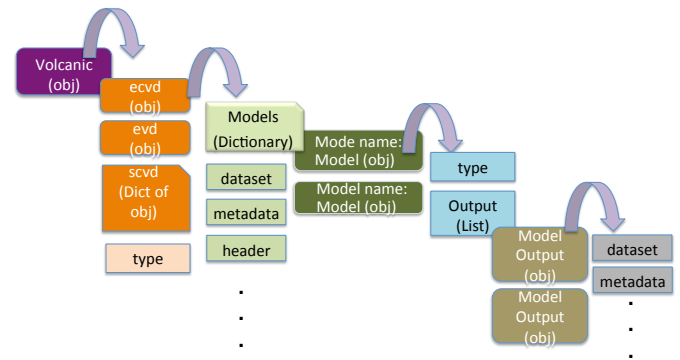 Volcanic
(obj)
ecvd
(obj)
evd
(obj)
scvd
(Dict of
obj)
type
Models
(Dictionary)
dataset
metadata
header
.
.
.
Mode name:
Model (obj)
Model name:
Model (obj)
type
Output
(List)
Model
Output
(obj)
Model
Output
(obj)
dataset
metadata
.
.
.